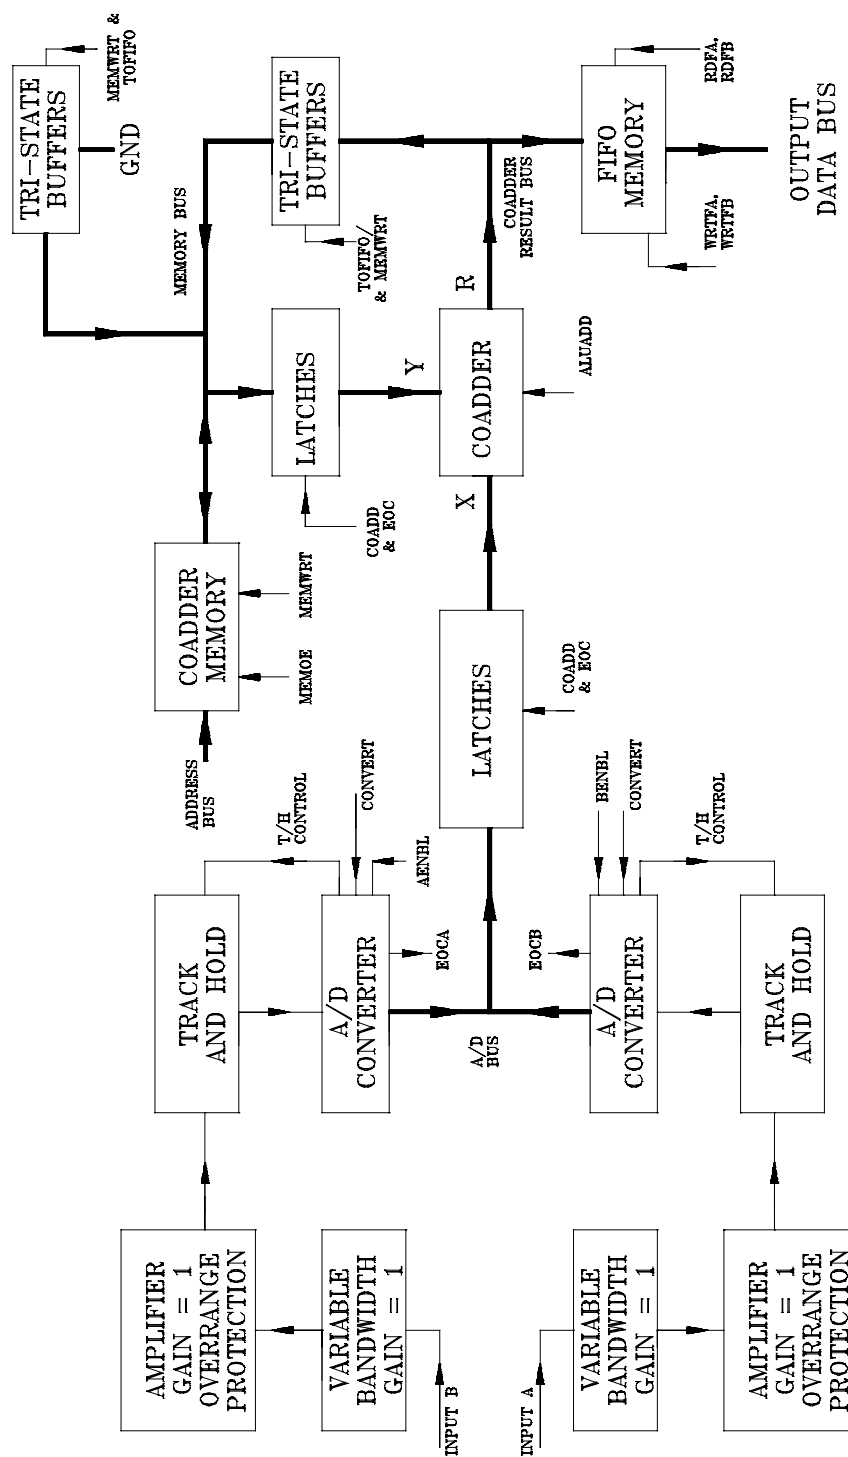 TRI-STATE
BUFFERS
MEMWRT &
TOFIFO
GND
MEMORY BUS
TRI-STATE
BUFFERS
TOFIFO/
& MEMWRT
COADDER
RESULT BUS
FIFO
MEMORY
RDFA,
RDFB
WRTFA,
WRTFB
OUTPUT
DATA BUS
COADDER
MEMORY
MEMOE
MEMWRT
ADDRESS
BUS
LATCHES
COADD
& EOC
Y
X
R
COADDER
ALUADD
LATCHES
COADD
& EOC
TRACK
AND HOLD
T/H
CONTROL
A/D
CONVERTER
CONVERT
AENBL
EOCA
A/D
BUS
EOCB
A/D
CONVERTER
BENBL
CONVERT
T/H
CONTROL
TRACK
AND HOLD
AMPLIFIER
GAIN = 1
OVERRANGE
PROTECTION
VARIABLE
BANDWIDTH
GAIN = 1
INPUT B
INPUT A
VARIABLE
BANDWIDTH
GAIN = 1
AMPLIFIER
GAIN = 1
OVERRANGE
PROTECTION